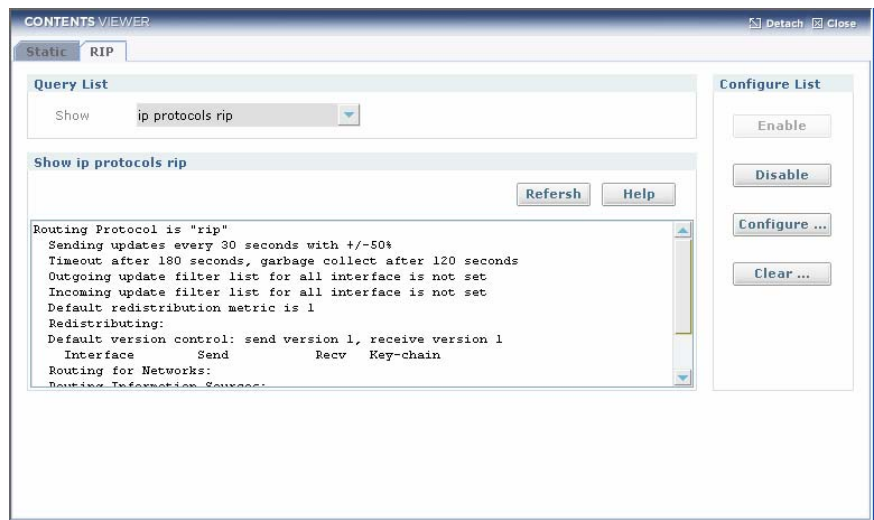 CONTENTS VIEWER
Detach Close
Static RIP
Query List
Show ip protocols rip
Show ip protocols rip
Refersh Help
Routing Protocol is "rip"
Sending updates every 30 seconds with +/-50%
Timeout after 180 seconds, garbage collect after 120 seconds
Outgoing update filter list for all interface is not set
Incoming update filter list for all interface is not set
Default redistribution metric is 1
Redistributing:
Default version control: send version 1, receive version 1
Interface Send Recv Key-chain
Routing for Networks:
Routing Information Sources:
Configure List
Enable
Disable
Configure ...
Clear ...